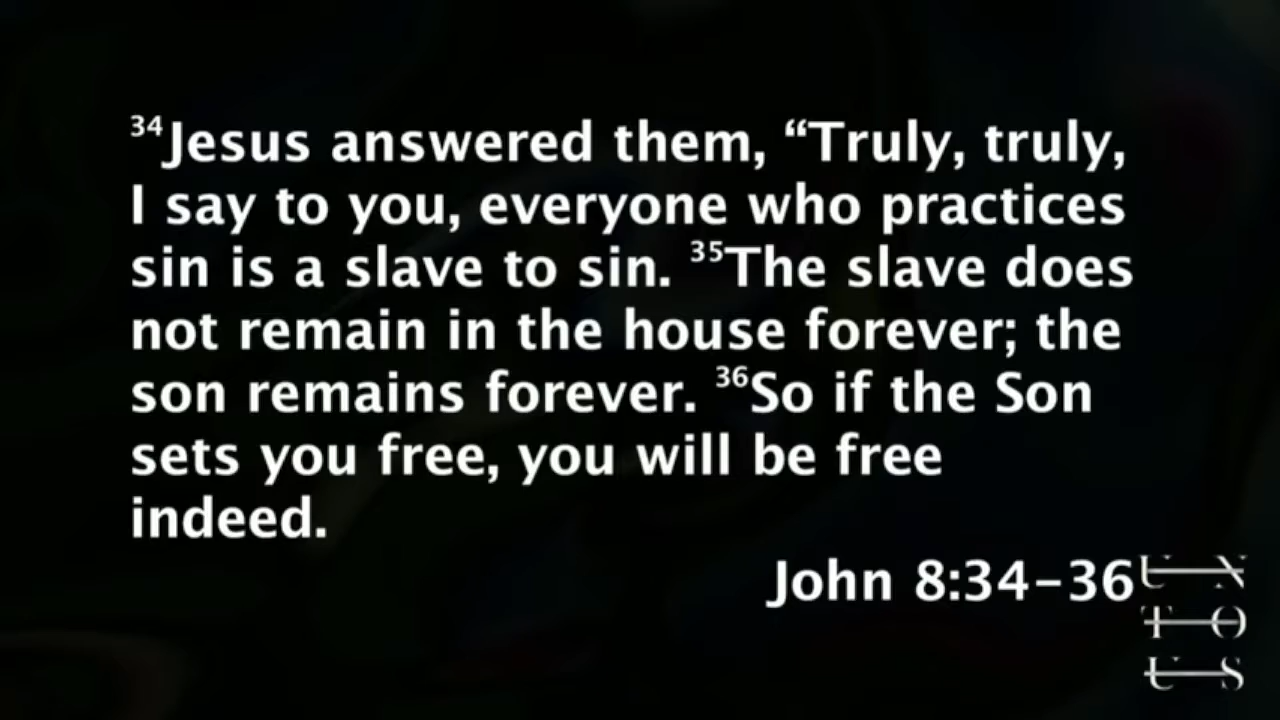 ³⁴Jesus answered them, “Truly, truly,
I say to you, everyone who practices
sin is a slave to sin. ³⁵The slave does
not remain in the house forever; the
son remains forever. ³⁶So if the Son
sets you free, you will be free
indeed.
John 8:34–36
U N
T O
U S